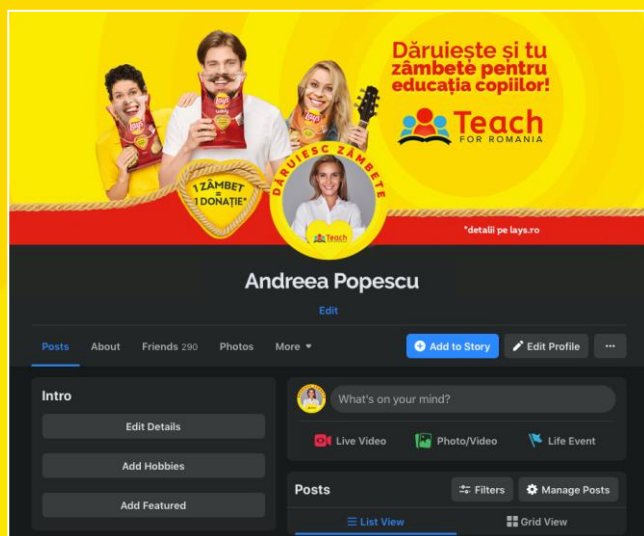 Dăruiește și tu
zâmbete pentru
educația copiilor!
Teach
FOR ROMANIA
Lay's
Lay's
1 ZÂMBET
=
1 DONAȚIE*
DĂRUIESC ZÂMBETE
Teach
*detalii pe lays.ro
Andreea Popescu
Edit
Posts About Friends 290 Photos More
Add to Story Edit Profile ...
Intro
Edit Details
Add Hobbies
Add Featured
What's on your mind?
Live Video Photo/Video Life Event
Posts Filters Manage Posts
List View Grid View